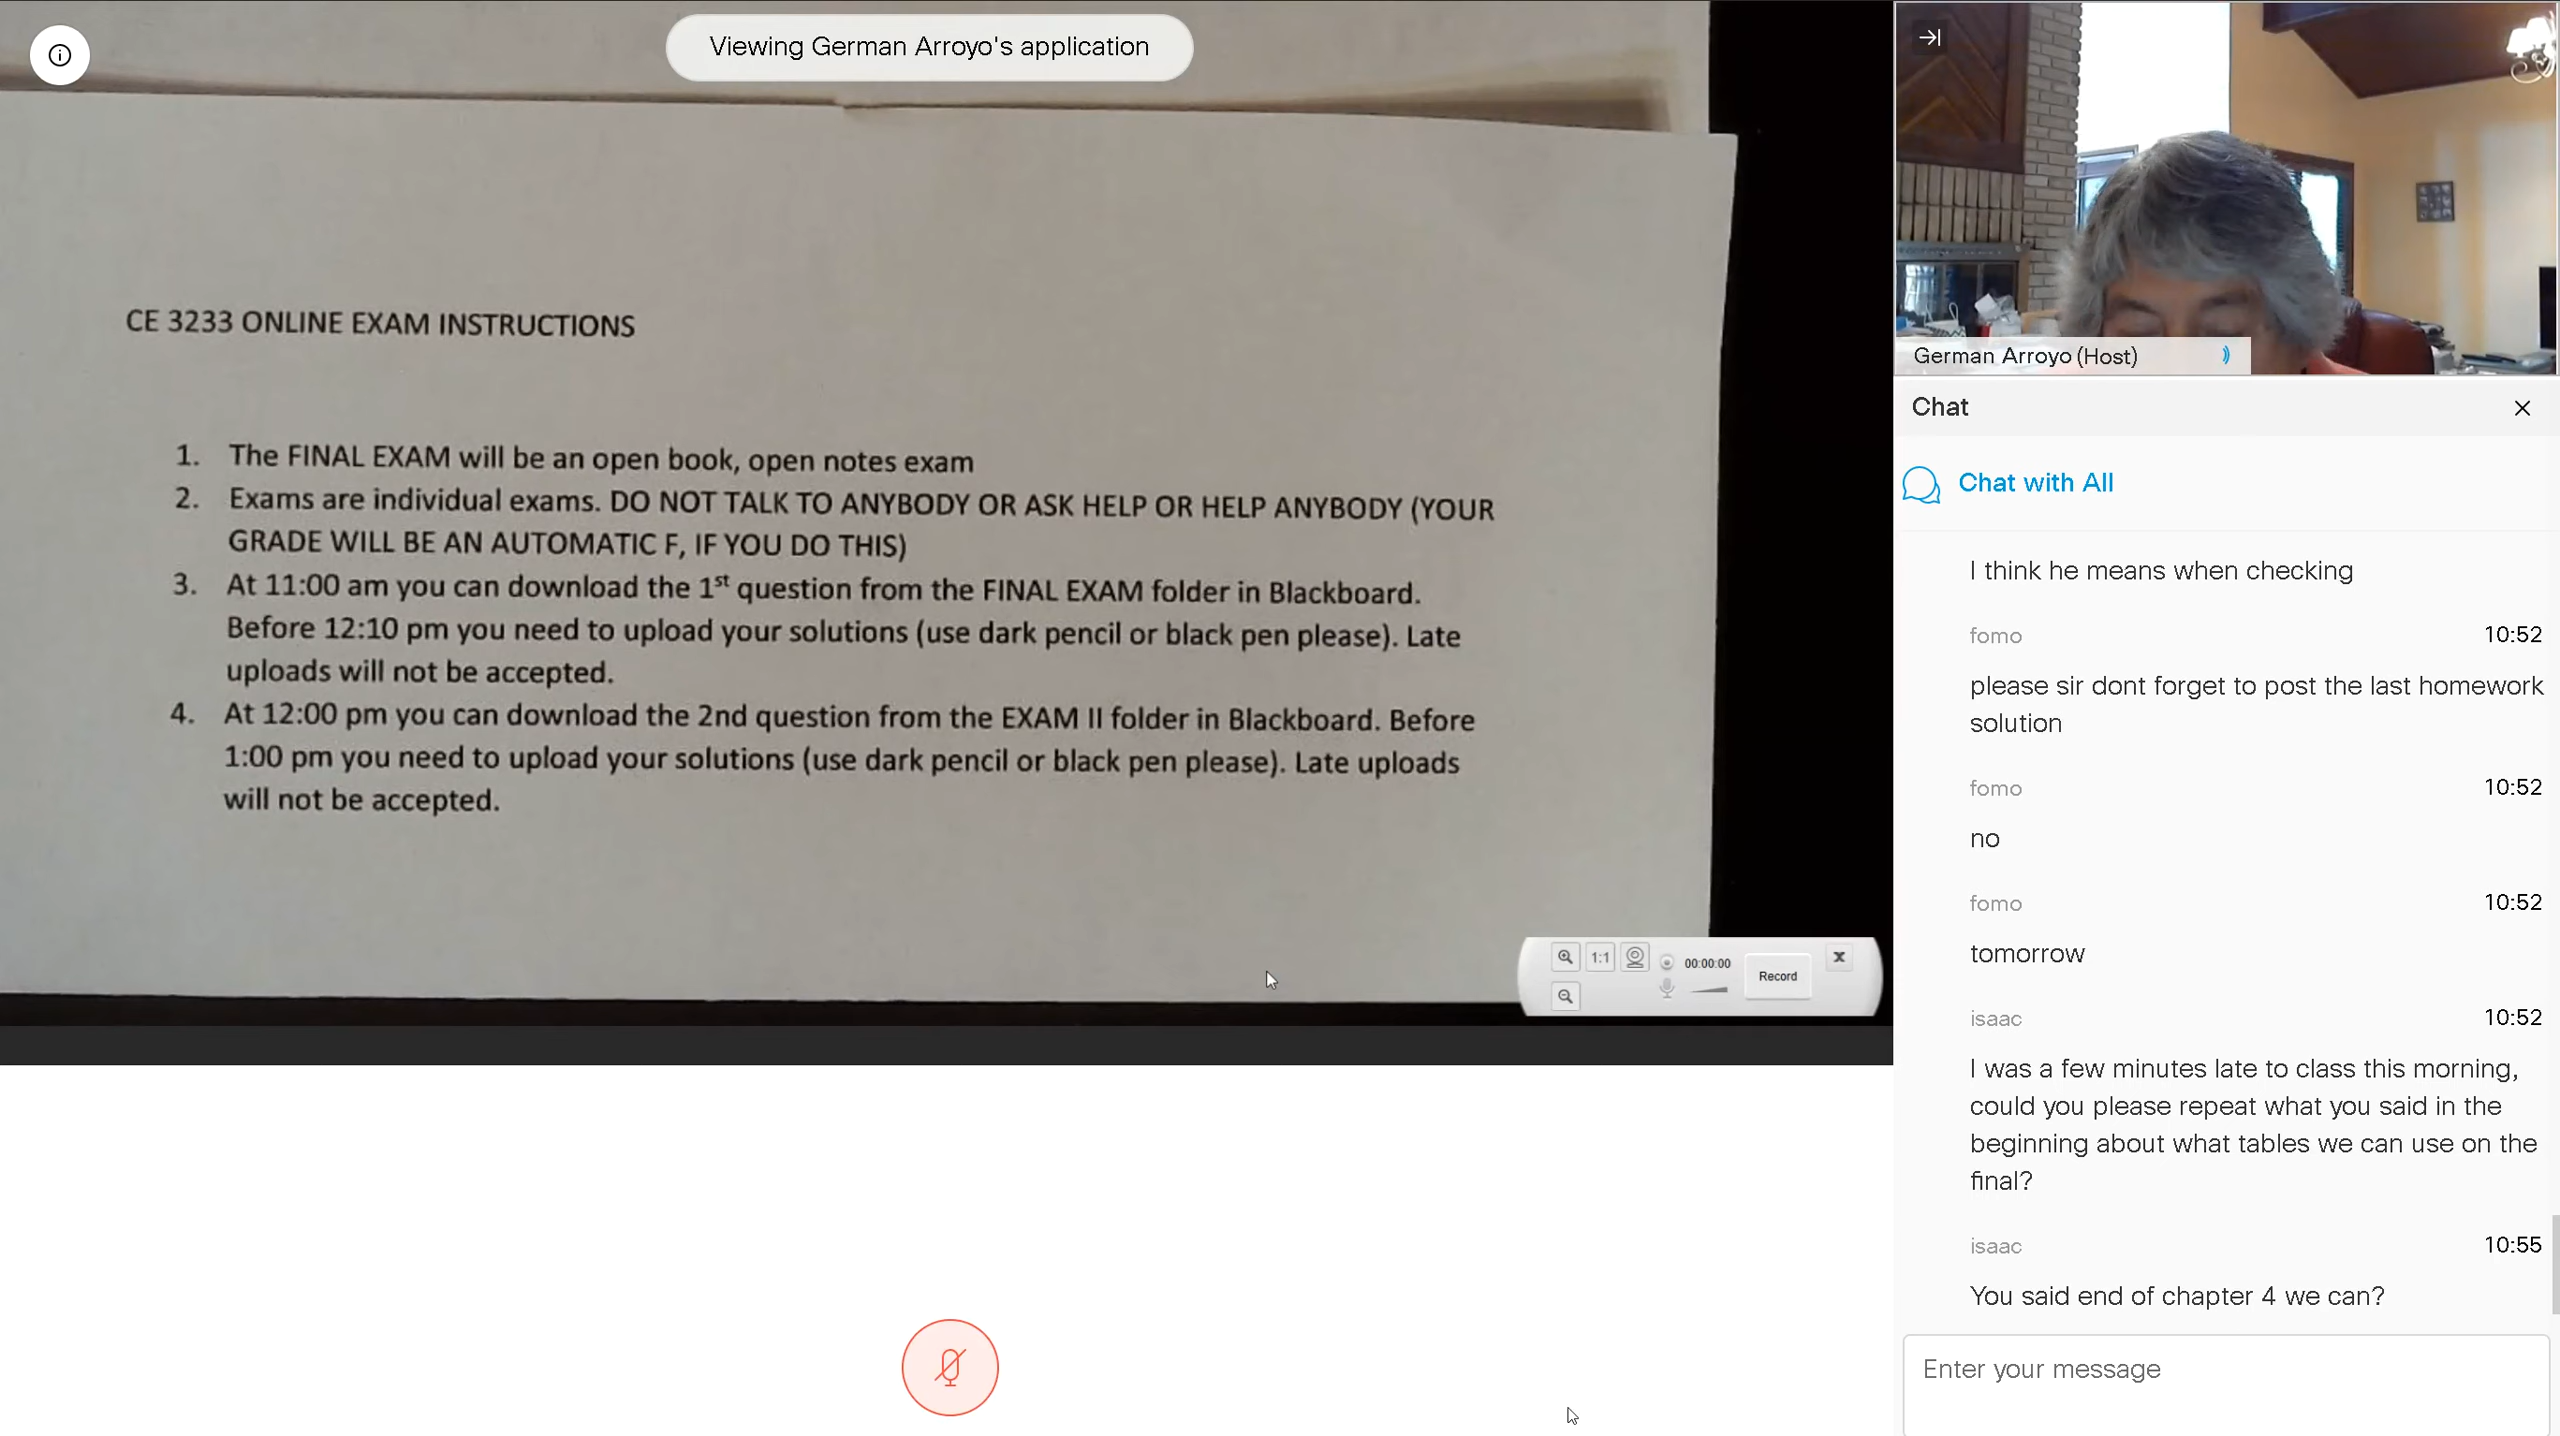 Viewing German Arroyo's application
CE 3233 ONLINE EXAM INSTRUCTIONS
1. The FINAL EXAM will be an open book, open notes exam
2. Exams are individual exams. DO NOT TALK TO ANYBODY OR ASK HELP OR HELP ANYBODY (YOUR
GRADE WILL BE AN AUTOMATIC F, IF YOU DO THIS)
3. At 11:00 am you can download the 1st question from the FINAL EXAM folder in Blackboard.
Before 12:10 pm you need to upload your solutions (use dark pencil or black pen please). Late
uploads will not be accepted.
4. At 12:00 pm you can download the 2nd question from the EXAM II folder in Blackboard. Before
1:00 pm you need to upload your solutions (use dark pencil or black pen please). Late uploads
will not be accepted.
1:1
00:00:00
Record
German Arroyo (Host)
Chat
Chat with All
I think he means when checking
fomo 10:52
please sir dont forget to post the last homework
solution
fomo 10:52
no
fomo 10:52
tomorrow
isaac 10:52
I was a few minutes late to class this morning,
could you please repeat what you said in the
beginning about what tables we can use on the
final?
isaac 10:55
You said end of chapter 4 we can?
Enter your message